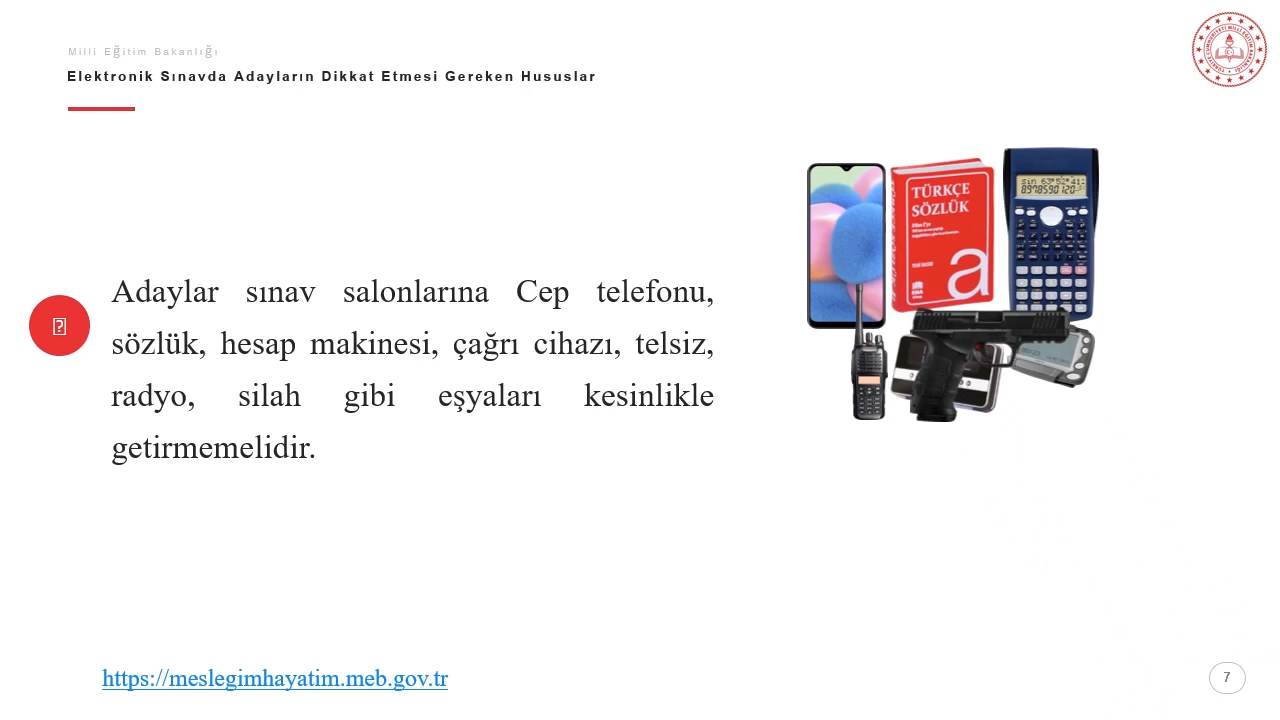 Milli Eğitim Bakanlığı
Elektronik Sınavda Adayların Dikkat Etmesi Gereken Hususlar
TÜRKÇE
SÖZLÜK
a
Adaylar sınav salonlarına Cep telefonu,
sözlük, hesap makinesi, çağrı cihazı, telsiz,
radyo, silah gibi eşyaları kesinlikle
getirmemelidir.
https://meslegimhayatim.meb.gov.tr
7